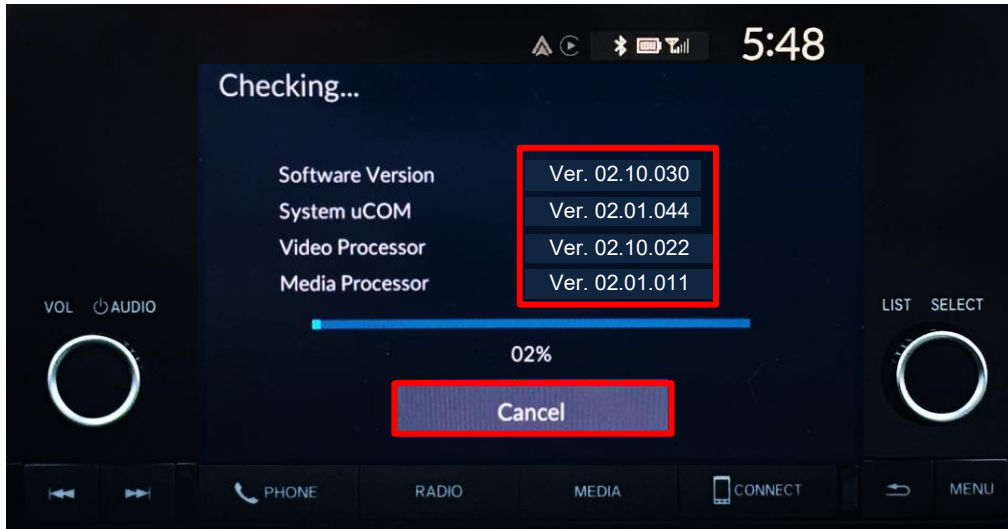 5:48
Checking...
Software Version Ver. 02.10.030
System uCOM Ver. 02.01.044
Video Processor Ver. 02.10.022
Media Processor Ver. 02.01.011
VOL AUDIO
LIST SELECT
02%
Cancel
PHONE RADIO MEDIA CONNECT MENU